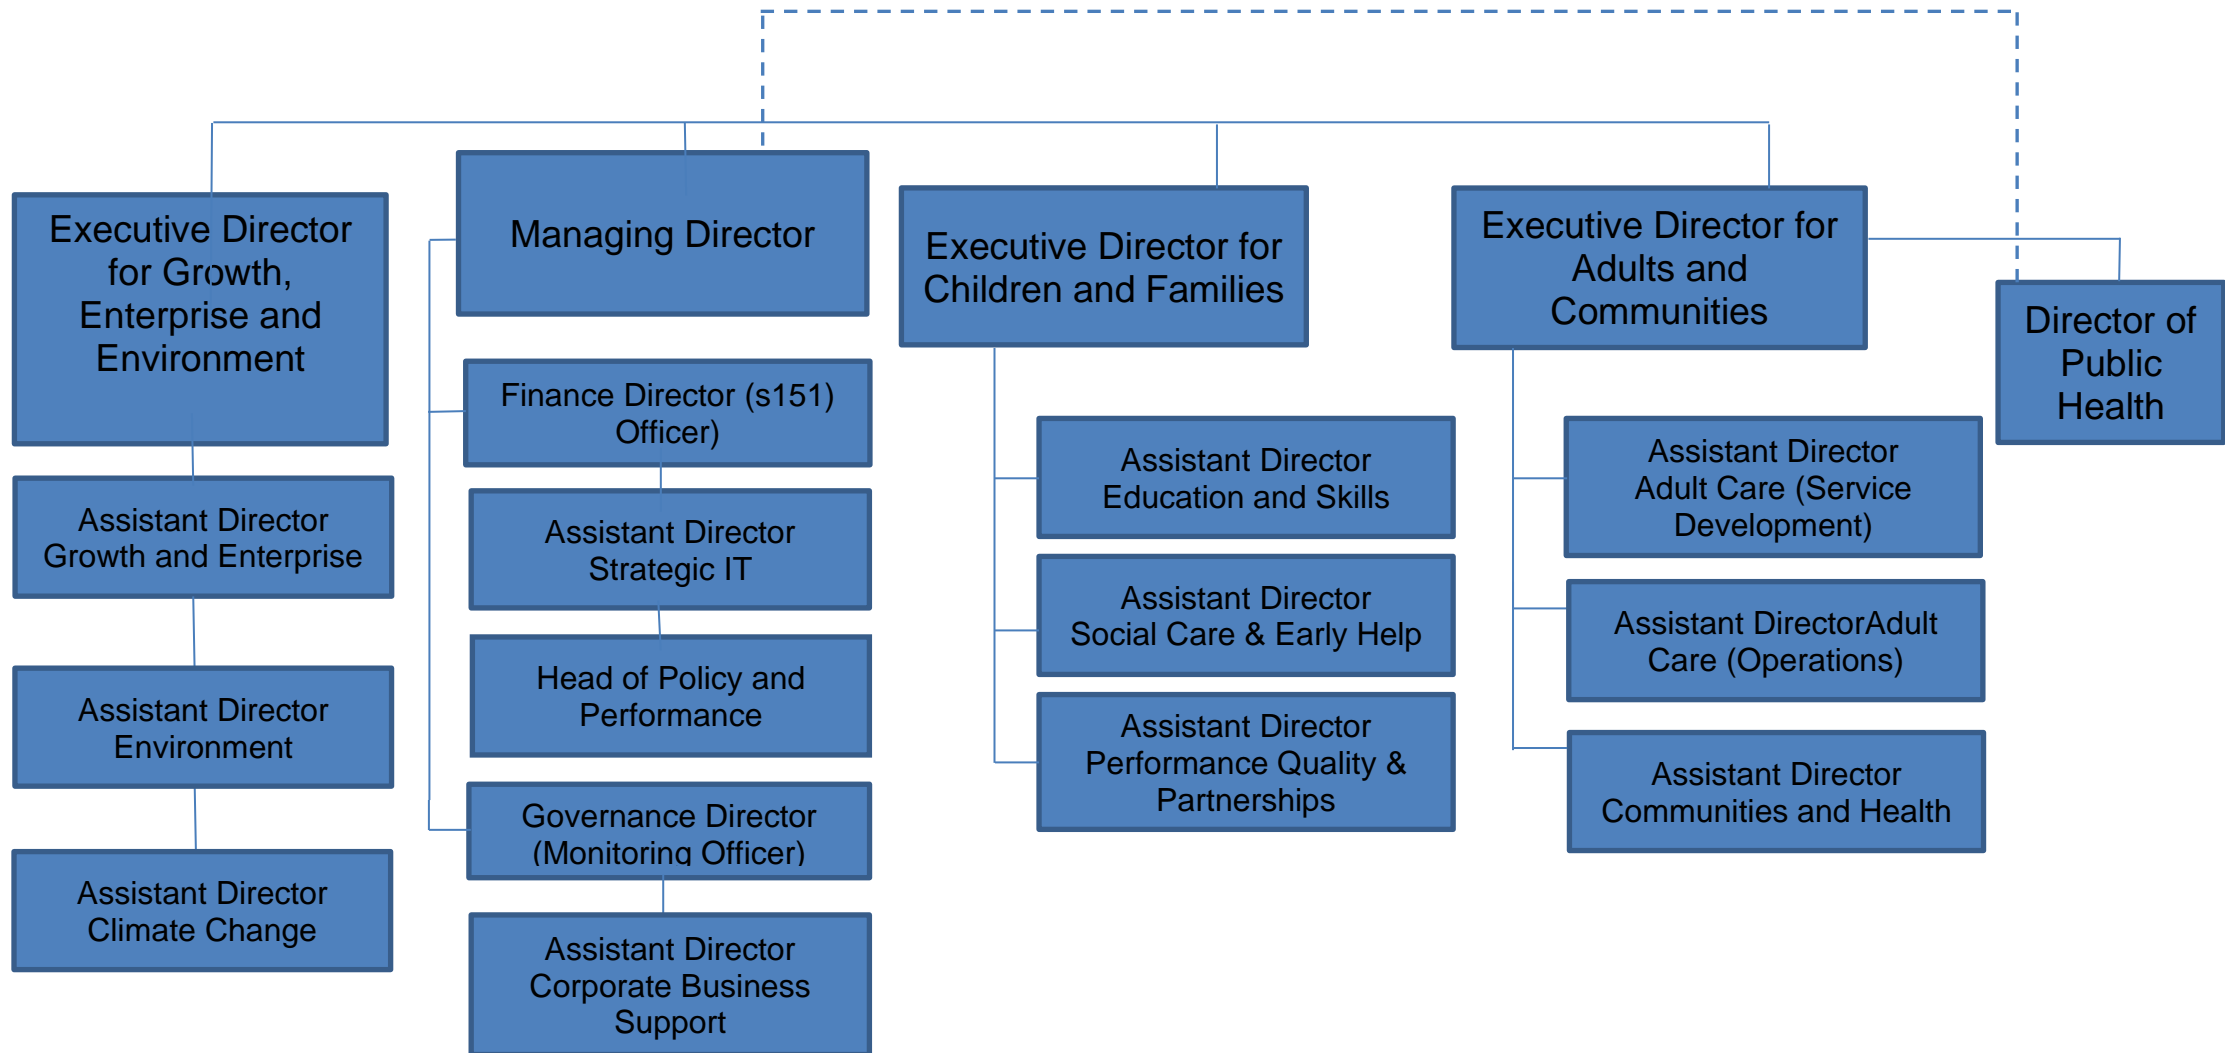 Executive Director
for Growth,
Enterprise and
Environment
Assistant Director
Growth and Enterprise
Assistant Director
Environment
Assistant Director
Climate Change
Managing Director
Finance Director (s151)
Officer)
Assistant Director
Strategic IT
Head of Policy and
Performance
Governance Director
(Monitoring Officer)
Assistant Director
Corporate Business
Support
Executive Director for
Children and Families
Assistant Director
Education and Skills
Assistant Director
Social Care & Early Help
Assistant Director
Performance Quality &
Partnerships
Executive Director for
Adults and
Communities
Assistant Director
Adult Care (Service
Development)
Assistant DirectorAdult
Care (Operations)
Assistant Director
Communities and Health
Director of
Public
Health